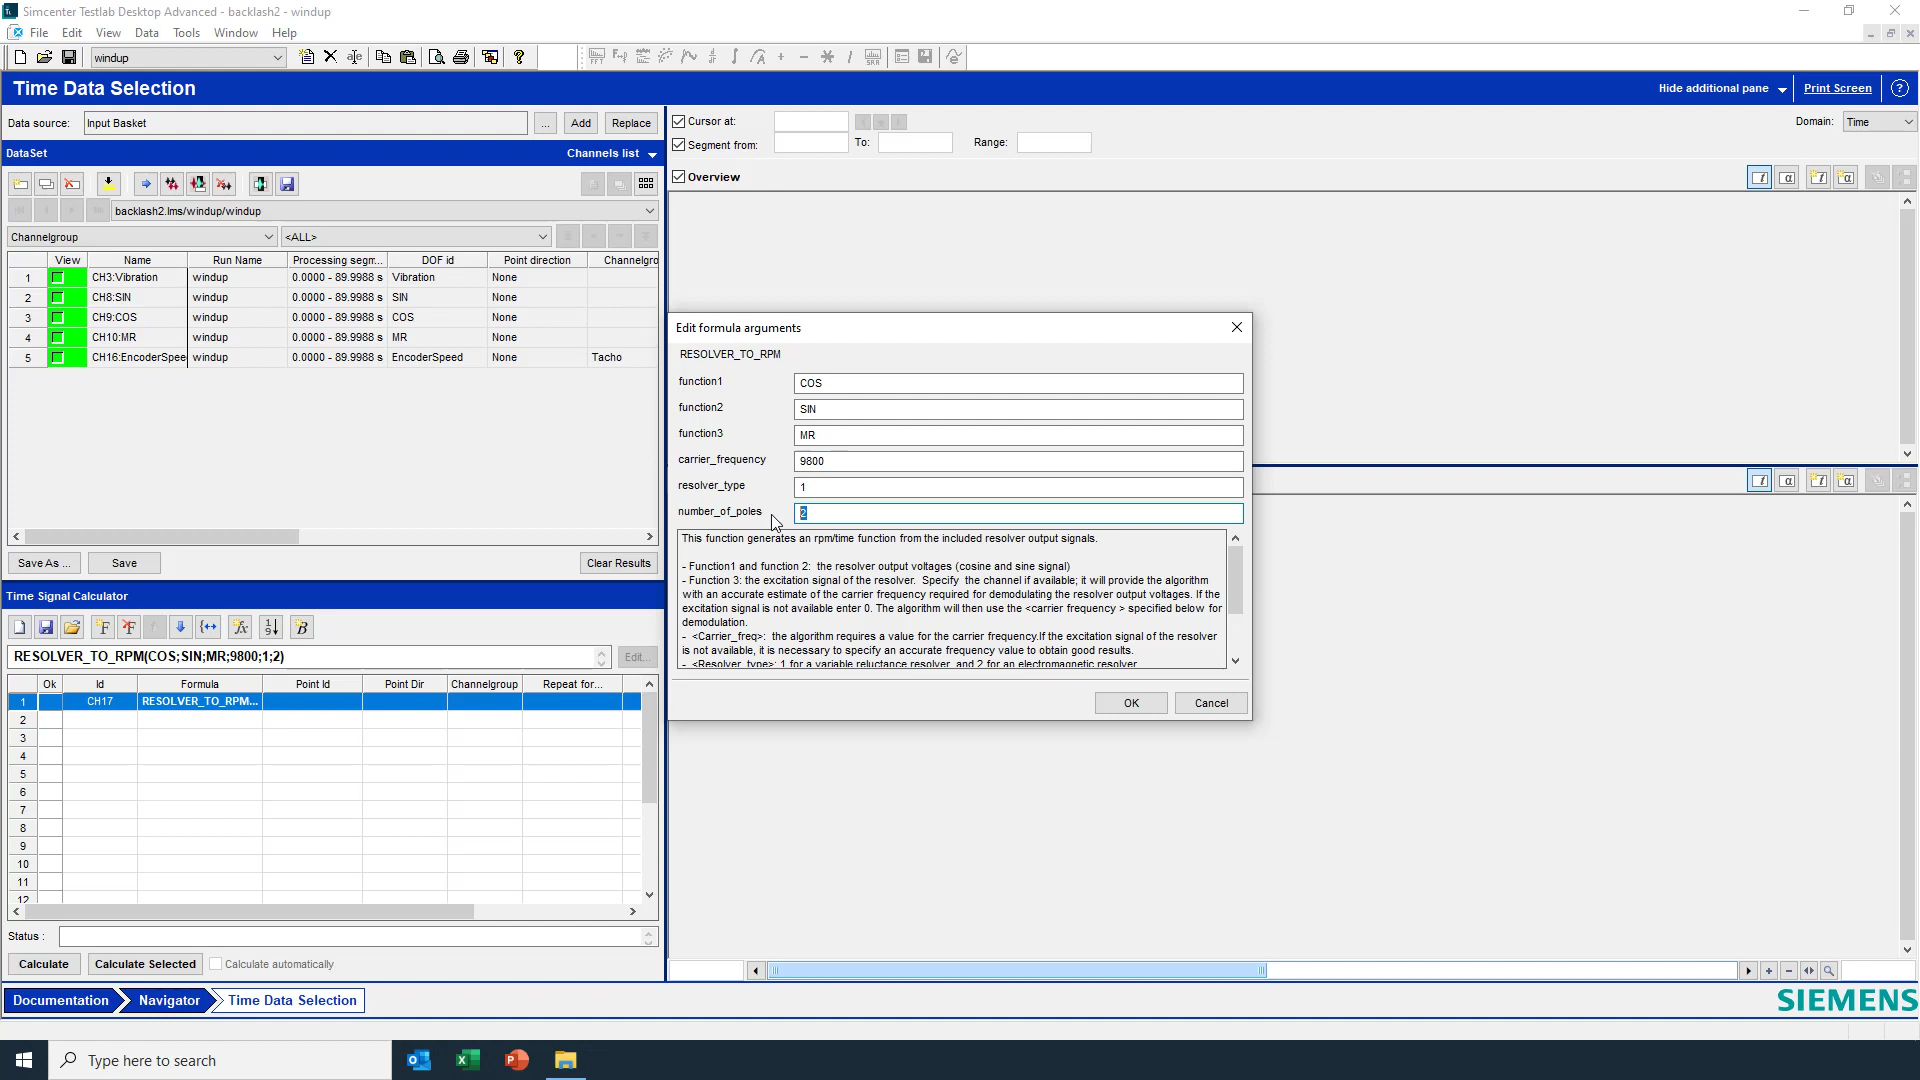 Simcenter Testlab Desktop Advanced - backlash2 - windup
File Edit View Data Tools Window Help
windup
Time Data Selection
Hide additional pane
Print Screen
Data source: Input Basket ... Add Replace
Cursor at:
Domain: Time
Segment from: To: Range:
DataSet
Channels list
Overview
backlash2.lms/windup/windup
Channelgroup <ALL>
View Name Run Name Processing segm... DOF id Point direction Channelgro
1 CH3:Vibration windup 0.0000 - 89.9988 s Vibration None
2 CH8:SIN windup 0.0000 - 89.9988 s SIN None
3 CH9:COS windup 0.0000 - 89.9988 s COS None
4 CH10:MR windup 0.0000 - 89.9988 s MR None
5 CH16:EncoderSpee windup 0.0000 - 89.9988 s EncoderSpeed None Tacho
Edit formula arguments
RESOLVER_TO_RPM
function1 COS
function2 SIN
function3 MR
carrier_frequency 9800
resolver_type 1
number_of_poles 2
This function generates an rpm/time function from the included resolver output signals.
- Function1 and function 2: the resolver output voltages (cosine and sine signal)
- Function 3: the excitation signal of the resolver. Specify the channel if available; it will provide the algorithm
with an accurate estimate of the carrier frequency required for demodulating the resolver output voltages. If the
excitation signal is not available enter 0. The algorithm will then use the <carrier frequency > specified below for
demodulation.
- <Carrier_freq>: the algorithm requires a value for the carrier frequency.If the excitation signal of the resolver
is not available, it is necessary to specify an accurate frequency value to obtain good results.
- <Resolver_type>: 1 for a variable reluctance resolver, and 2 for an electromagnetic resolver
OK Cancel
Save As ... Save Clear Results
Time Signal Calculator
RESOLVER_TO_RPM(COS;SIN;MR;9800;1;2)
Edit...
Ok Id Formula Point Id Point Dir Channelgroup Repeat for...
1 CH17 RESOLVER_TO_RPM...
2
3
4
5
6
7
8
9
10
11
12
Status :
Calculate Calculate Selected Calculate automatically
Documentation Navigator Time Data Selection
SIEMENS
Type here to search